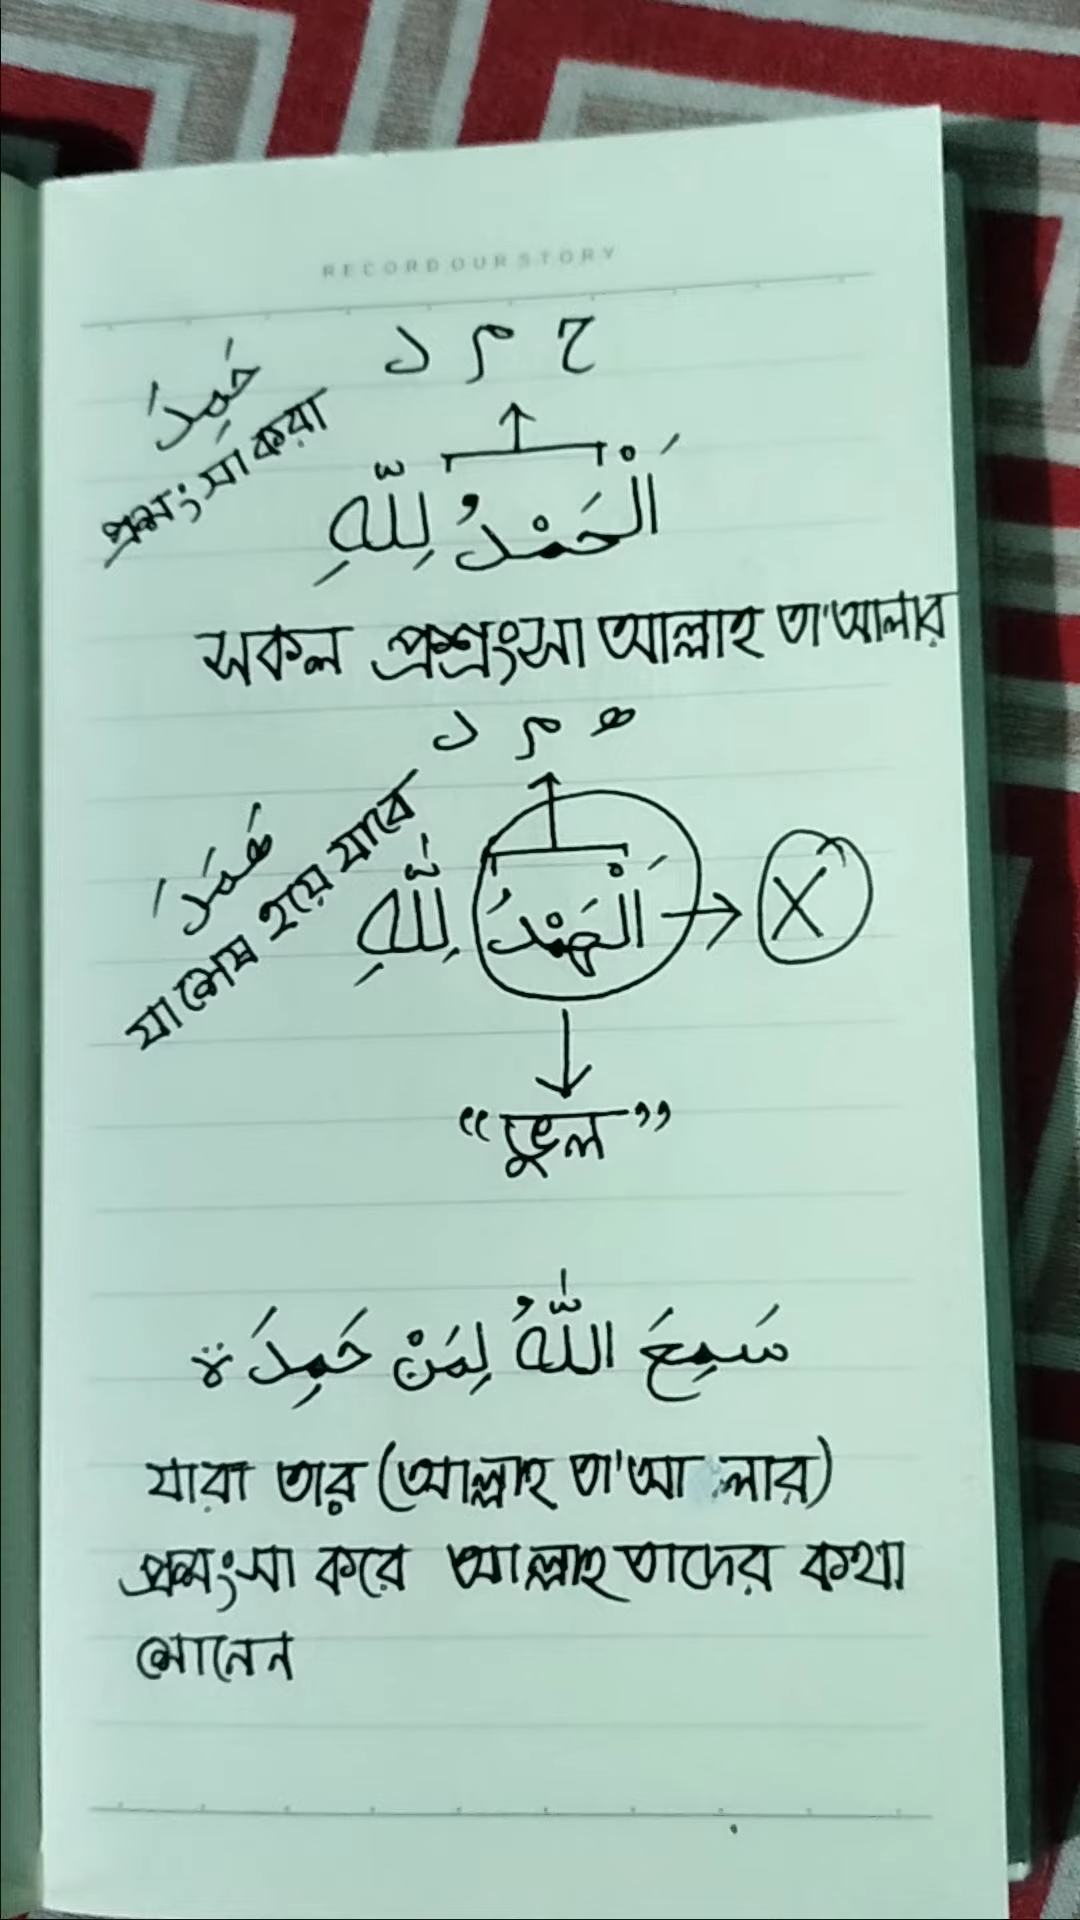 RECORD OUR STORY
ح م د
حَمِدَ
প্রশংসা করা
اَلْحَمْدُ لِلّٰهِ
সকল প্রশ্রংসা আল্লাহ তা'আলার
ه م د
هَمَدَ
যা শেষ হয়ে যাবে
اَلْهَمْدُ لِلّٰهِ → X
“ভুল”
سَمِعَ اللّٰهُ لِمَنْ حَمِدَ
যারা তার (আল্লাহ তা'আলার)
প্রশংসা করে আল্লাহ তাদের কথা
শোনেন